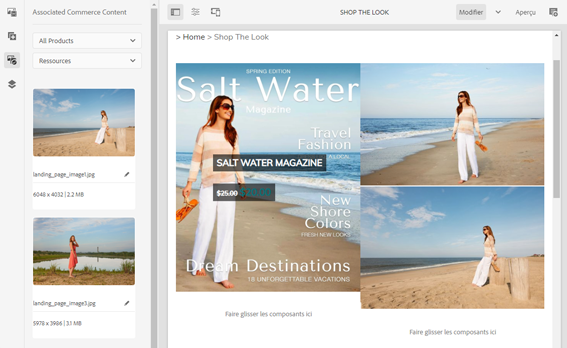 Associated Commerce Content
All Products
Ressources
landing_page_image1.jpg
6048 x 4032 | 2.2 MB
landing_page_image3.jpg
5978 x 3986 | 3.1 MB
SHOP THE LOOK
Modifier
Aperçu
> Home > Shop The Look
SPRING EDITION
Salt Water
Magazine
Travel
Fashion
SALT WATER MAGAZINE
$25.00
New
Shore
Colors
FRESH NEW LOOKS
Dream Destinations
18 UNFORGETTABLE VACATIONS
Faire glisser les composants ici
Faire glisser les composants ici